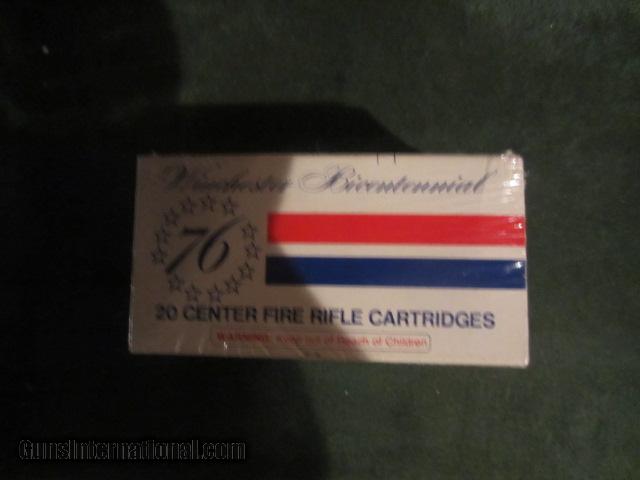 Winchester Bicentennial
76
20 CENTER FIRE RIFLE CARTRIDGES
WARNING: Keep out of Reach of Children
GunsInternational.com